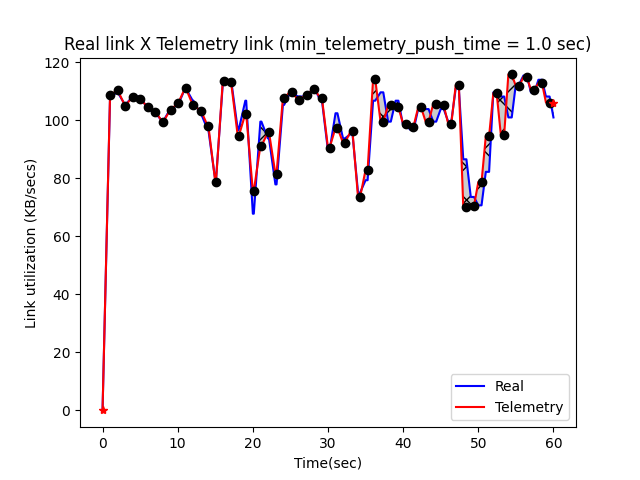 Real link X Telemetry link (min_telemetry_push_time = 1.0 sec)
120
100
80
60
40
20
0
Link utilization (KB/secs)
0 10 20 30 40 50 60
Time(sec)
Real
Telemetry